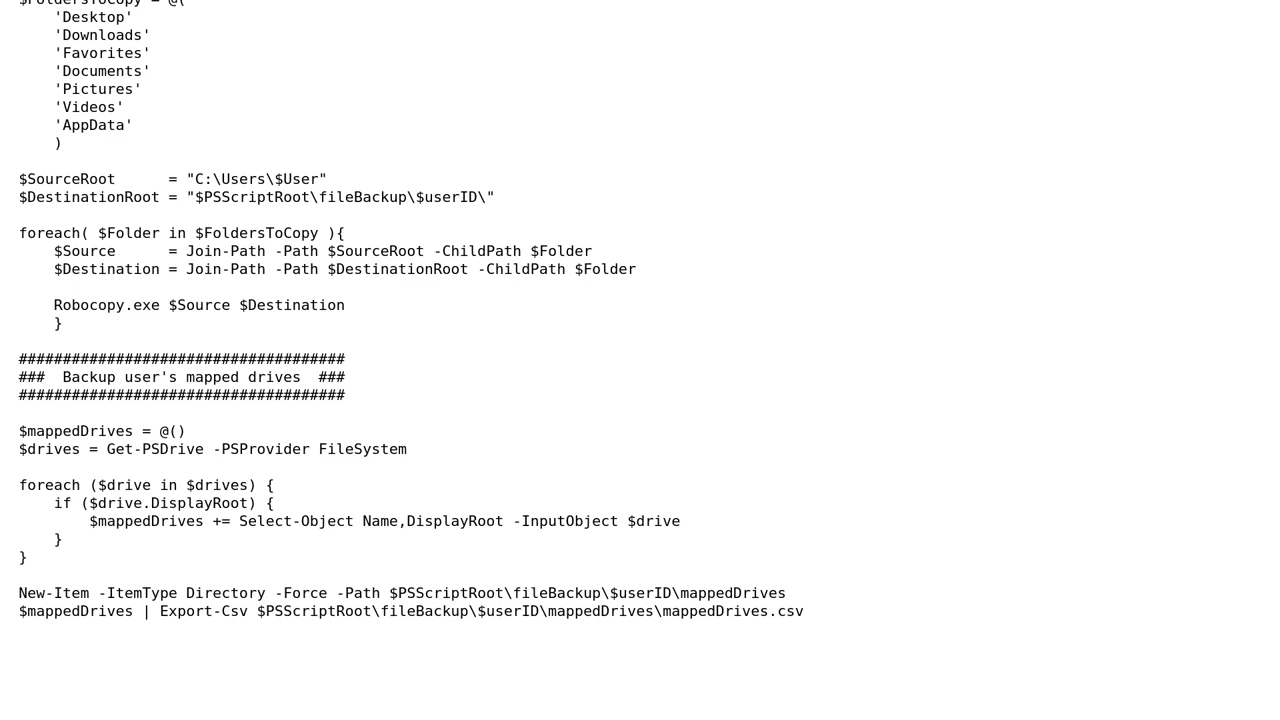 $FoldersToCopy = @(
    'Desktop'
    'Downloads'
    'Favorites'
    'Documents'
    'Pictures'
    'Videos'
    'AppData'
    )

$SourceRoot      = "C:\Users\$User"
$DestinationRoot = "$PSScriptRoot\fileBackup\$userID\"

foreach( $Folder in $FoldersToCopy ){
    $Source      = Join-Path -Path $SourceRoot -ChildPath $Folder
    $Destination = Join-Path -Path $DestinationRoot -ChildPath $Folder

    Robocopy.exe $Source $Destination
    }

#####################################
###  Backup user's mapped drives  ###
#####################################

$mappedDrives = @()
$drives = Get-PSDrive -PSProvider FileSystem

foreach ($drive in $drives) {
    if ($drive.DisplayRoot) {
        $mappedDrives += Select-Object Name,DisplayRoot -InputObject $drive
    }
}

New-Item -ItemType Directory -Force -Path $PSScriptRoot\fileBackup\$userID\mappedDrives
$mappedDrives | Export-Csv $PSScriptRoot\fileBackup\$userID\mappedDrives\mappedDrives.csv